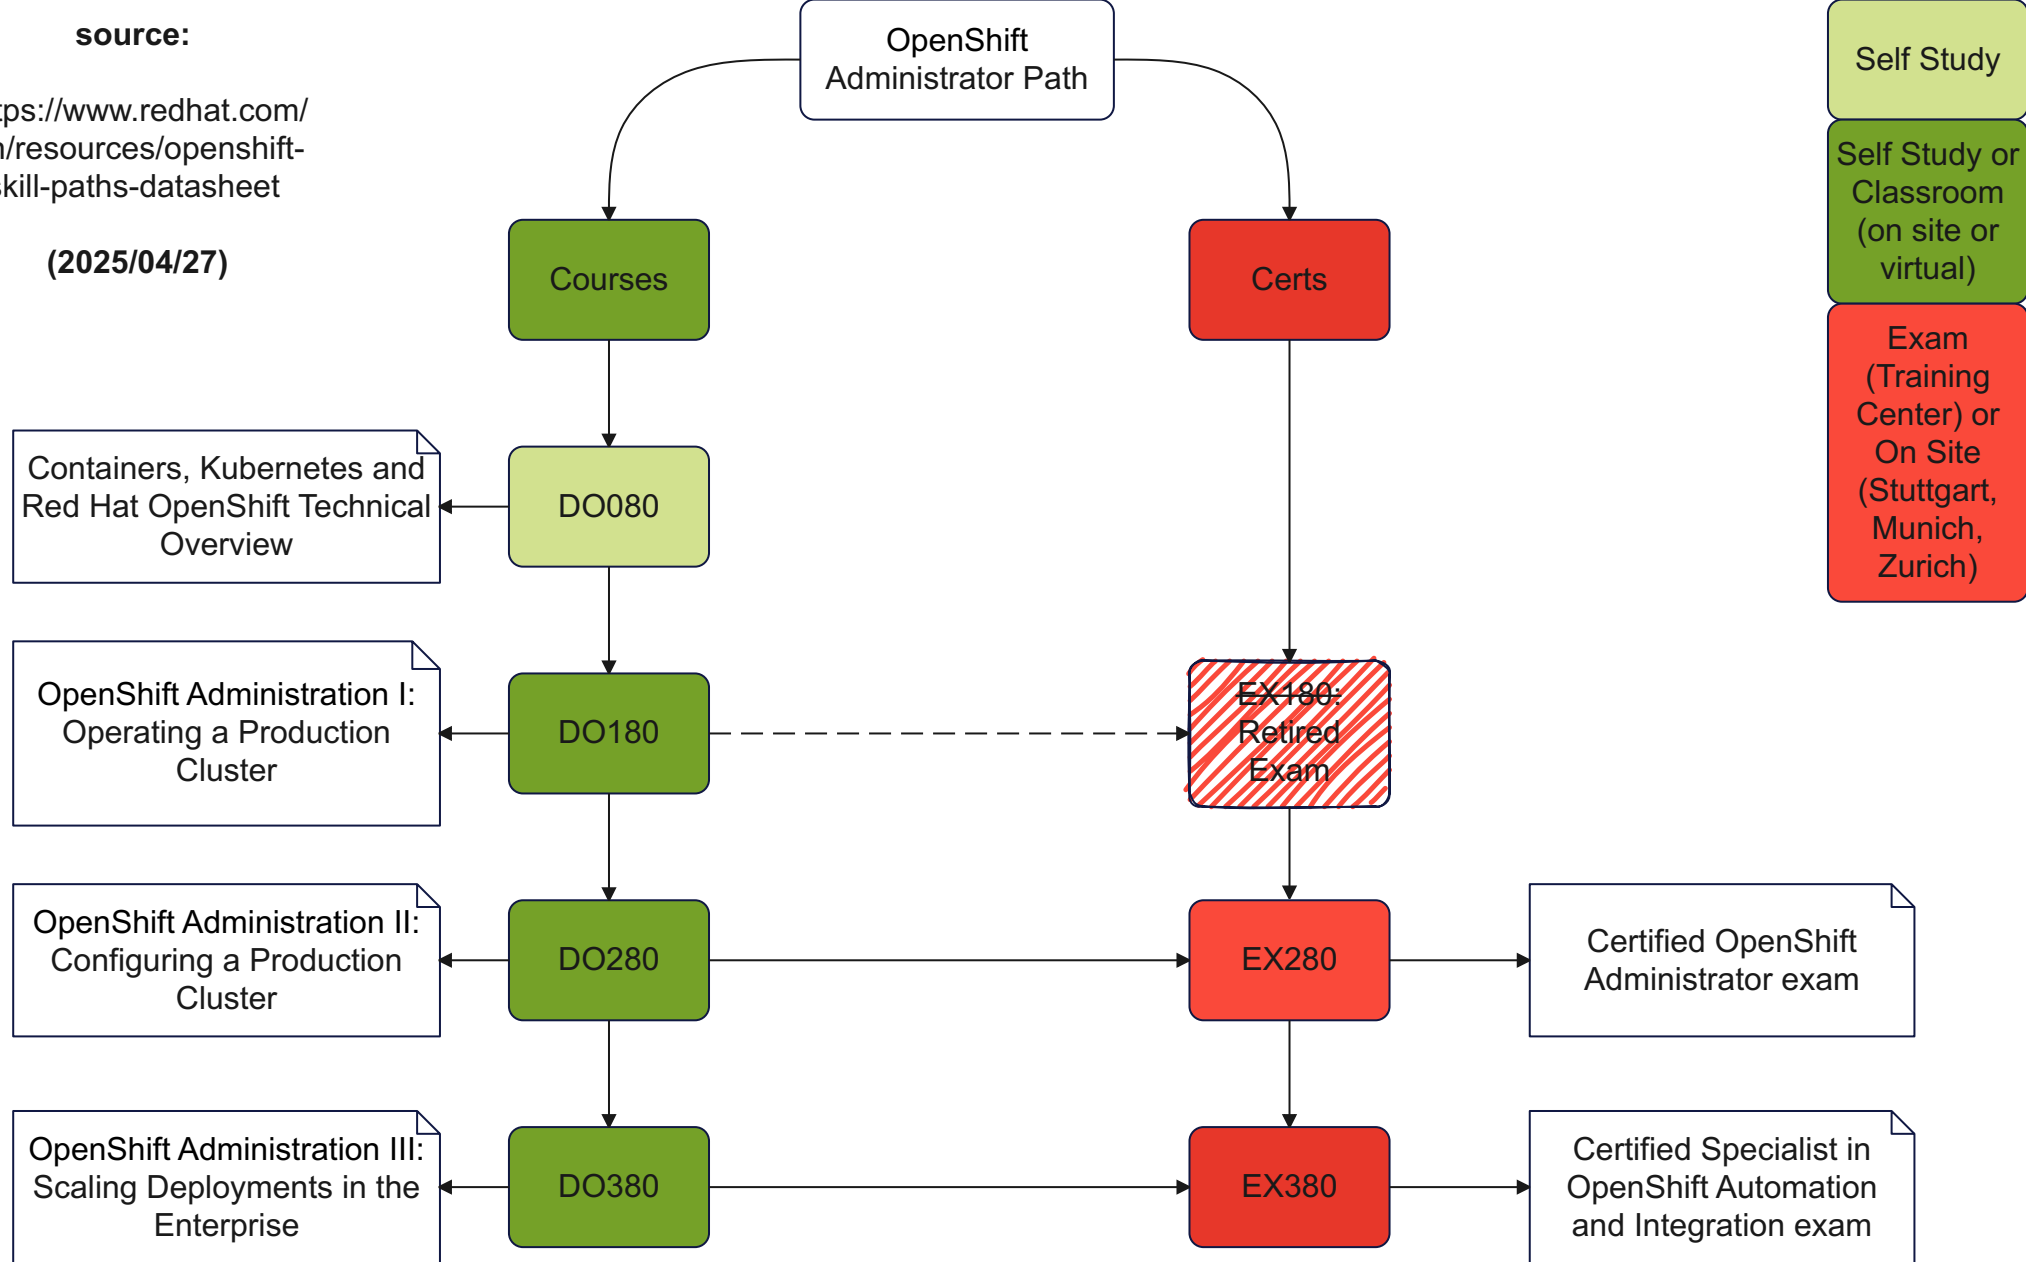 source:
tps://www.redhat.com/
n/resources/openshift-
skill-paths-datasheet
(2025/04/27)
OpenShift
Administrator Path
Self Study
Self Study or
Classroom
(on site or
virtual)
Exam
(Training
Center) or
On Site
(Stuttgart,
Munich,
Zurich)
Courses
Certs
Containers, Kubernetes and
Red Hat OpenShift Technical
Overview
DO080
OpenShift Administration I:
Operating a Production
Cluster
DO180
EX180:
Retired
Exam
OpenShift Administration II:
Configuring a Production
Cluster
DO280
EX280
Certified OpenShift
Administrator exam
OpenShift Administration III:
Scaling Deployments in the
Enterprise
DO380
EX380
Certified Specialist in
OpenShift Automation
and Integration exam